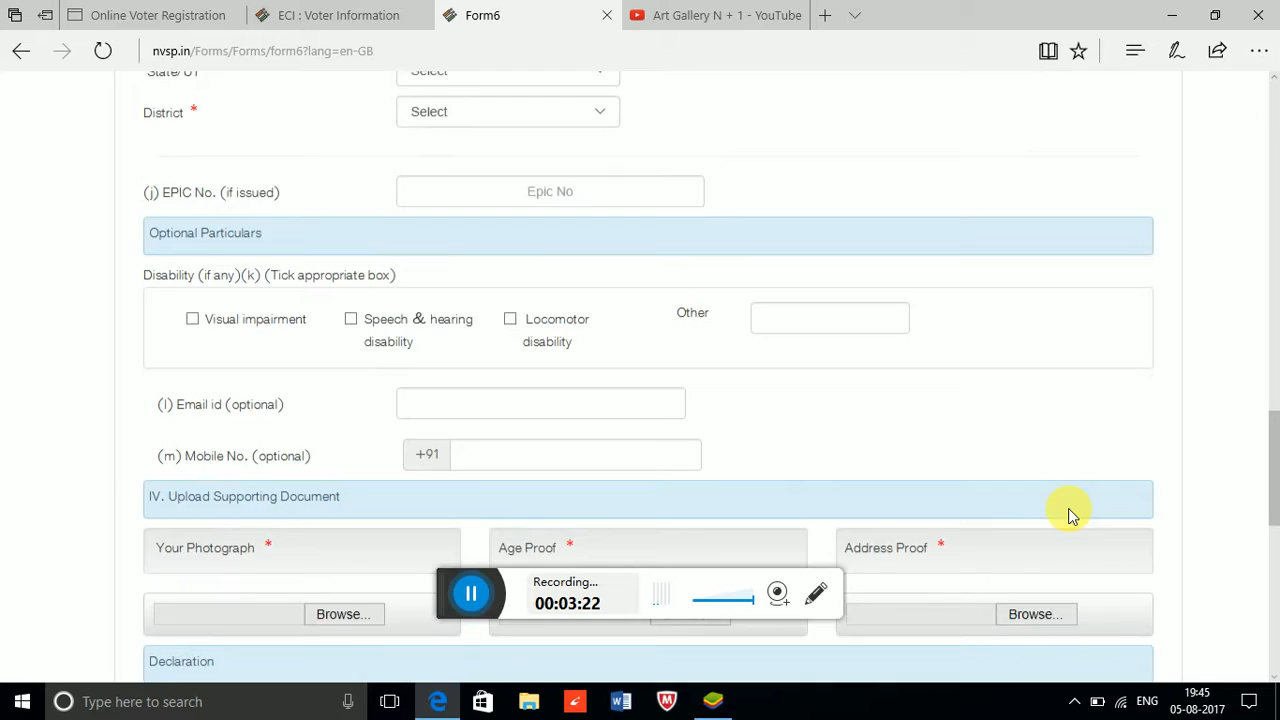 Online Voter Registration
ECI : Voter Information
Form6
Art Gallery N + 1 - YouTube
nvsp.in/Forms/Forms/form6?lang=en-GB
State/UT
Select
District *
Select
(j) EPIC No. (if issued)
Epic No
Optional Particulars
Disability (if any)(k) (Tick appropriate box)
Visual impairment
Speech & hearing
disability
Locomotor
disability
Other
(l) Email id (optional)
(m) Mobile No. (optional)
+91
IV. Upload Supporting Document
Your Photograph *
Age Proof *
Address Proof *
Browse...
Recording...
00:03:22
Browse...
Declaration
Type here to search
ENG
19:45
05-08-2017